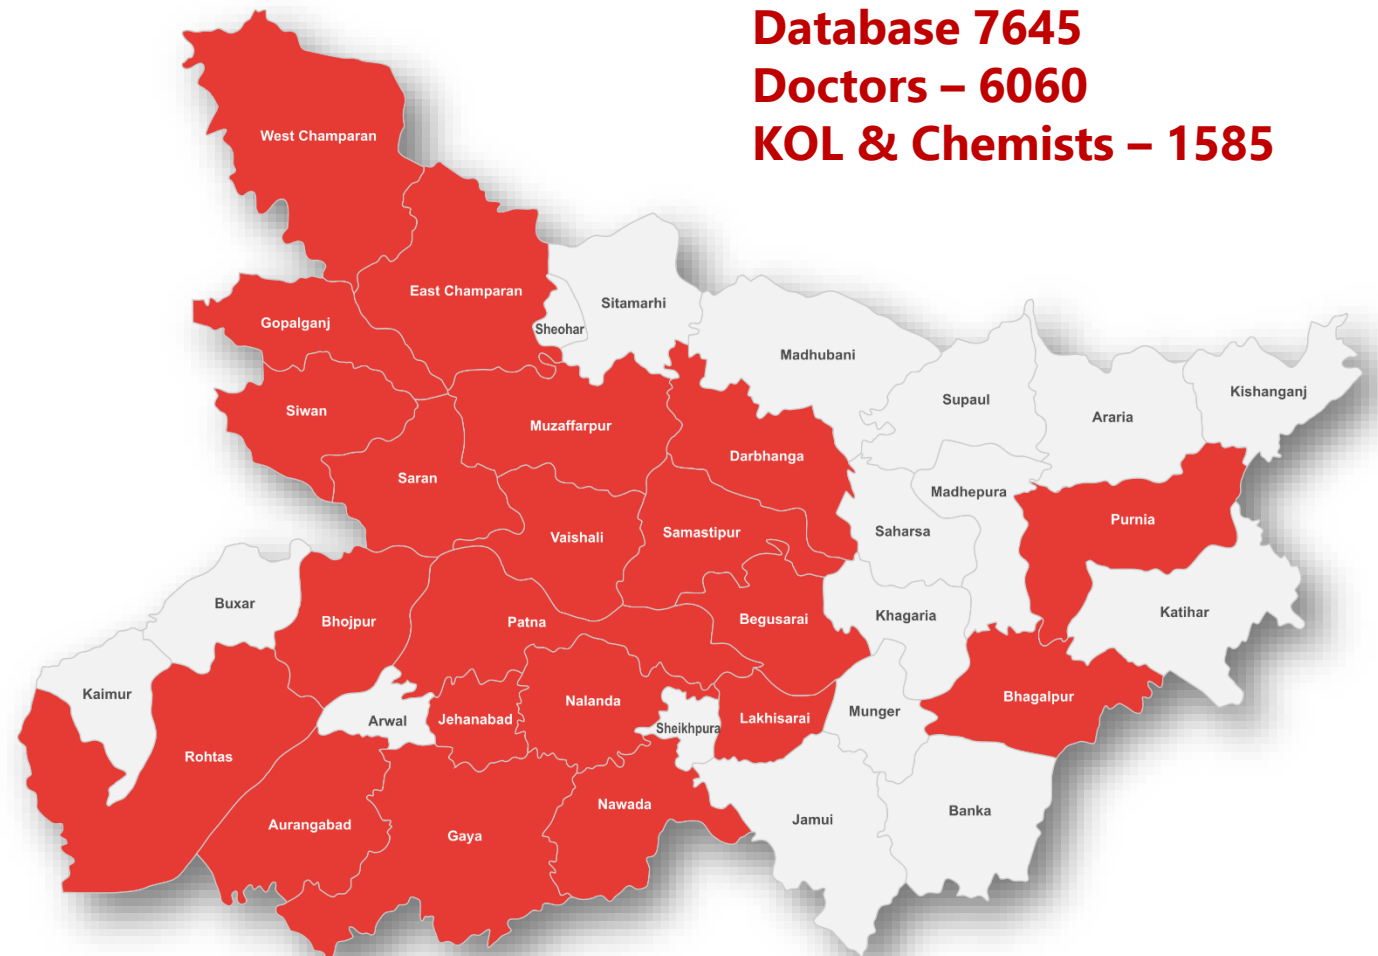 Database 7645
Doctors – 6060
KOL & Chemists – 1585
West Champaran
East Champaran
Gopalganj
Sheohar
Sitamarhi
Madhubani
Siwan
Muzaffarpur
Darbhanga
Supaul
Araria
Kishanganj
Saran
Vaishali
Samastipur
Saharsa
Madhepura
Purnia
Buxar
Bhojpur
Patna
Begusarai
Khagaria
Katihar
Kaimur
Arwal
Jehanabad
Nalanda
Sheikhpura
Lakhisarai
Munger
Bhagalpur
Rohtas
Aurangabad
Gaya
Nawada
Jamui
Banka